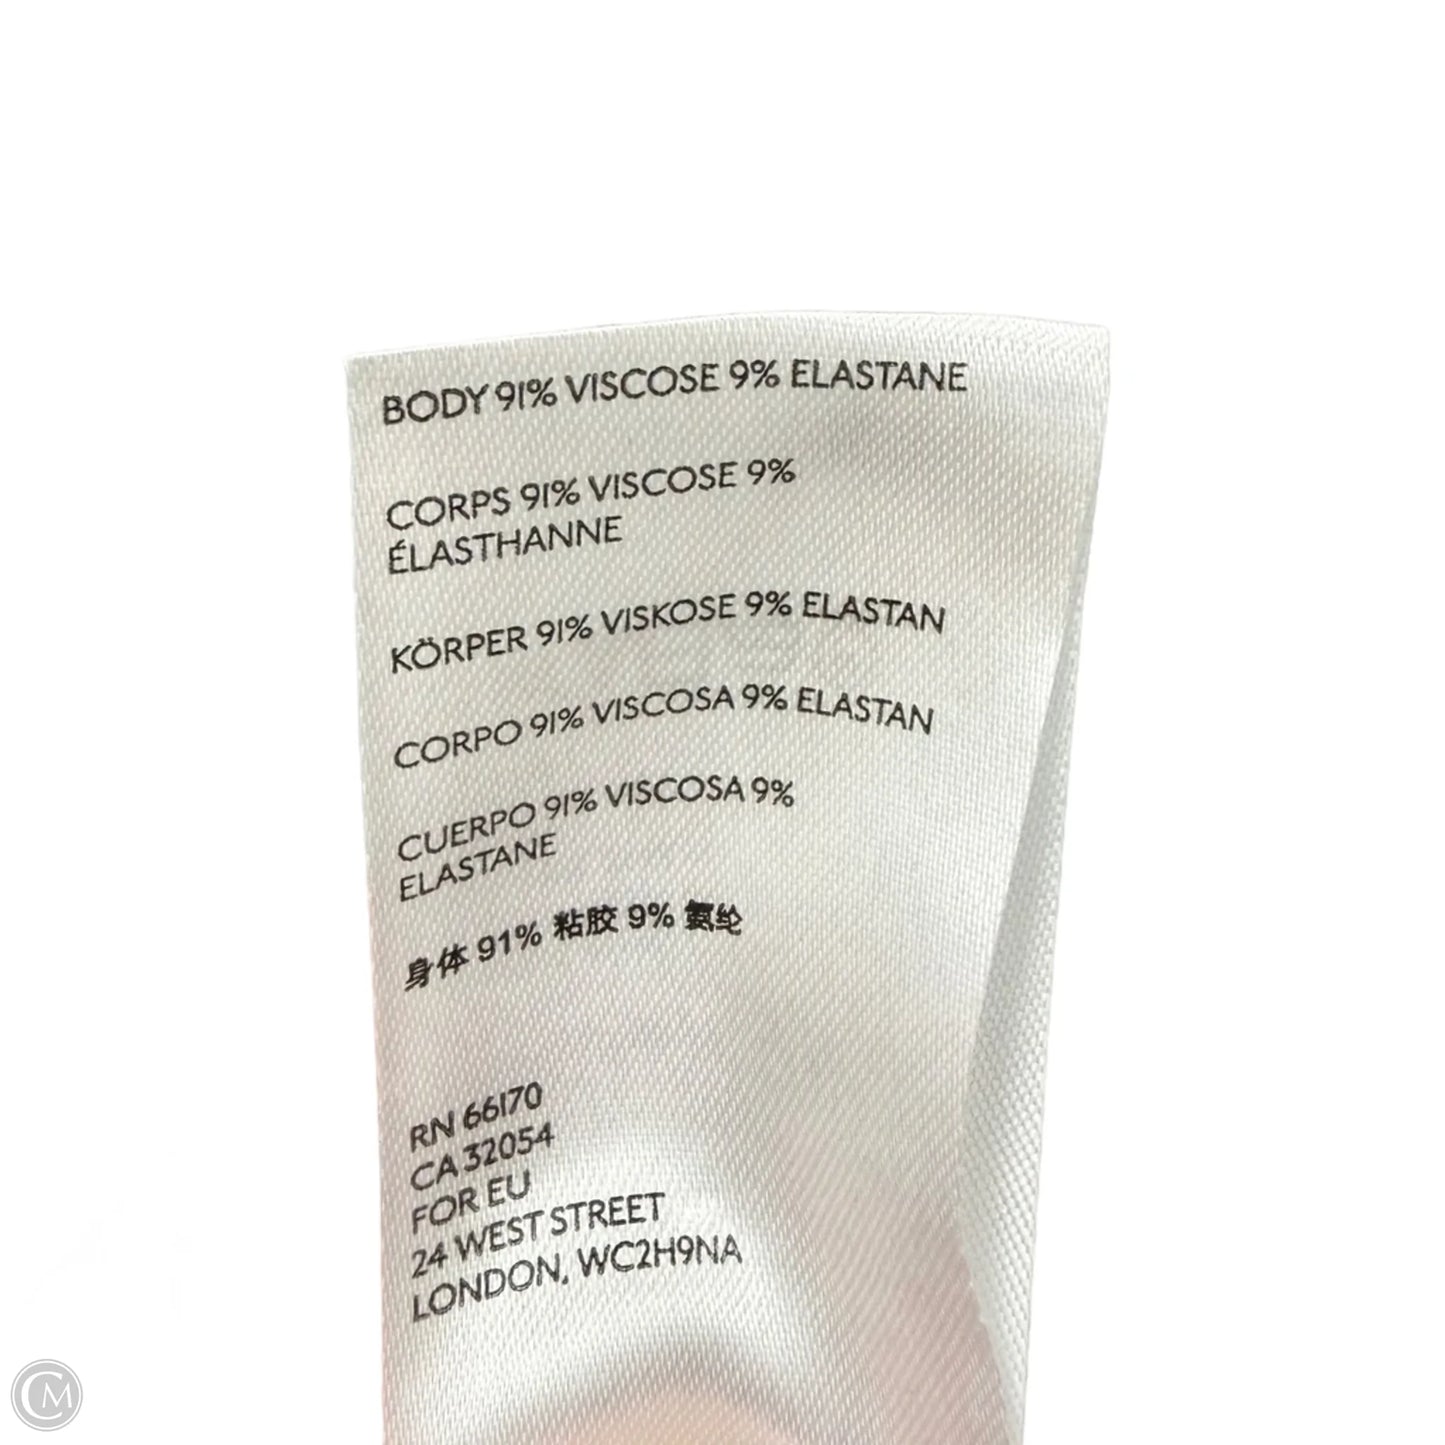 BODY 91% VISCOSE 9% ELASTANE
CORPS 91% VISCOSE 9%
ÉLASTHANNE
KÖRPER 91% VISKOSE 9% ELASTAN
CORPO 91% VISCOSA 9% ELASTAN
CUERPO 91% VISCOSA 9%
ELASTANE
身体 91% 粘胶 9% 氨纶
RN 66170
CA 32054
FOR EU
24 WEST STREET
LONDON, WC2H9NA
CM